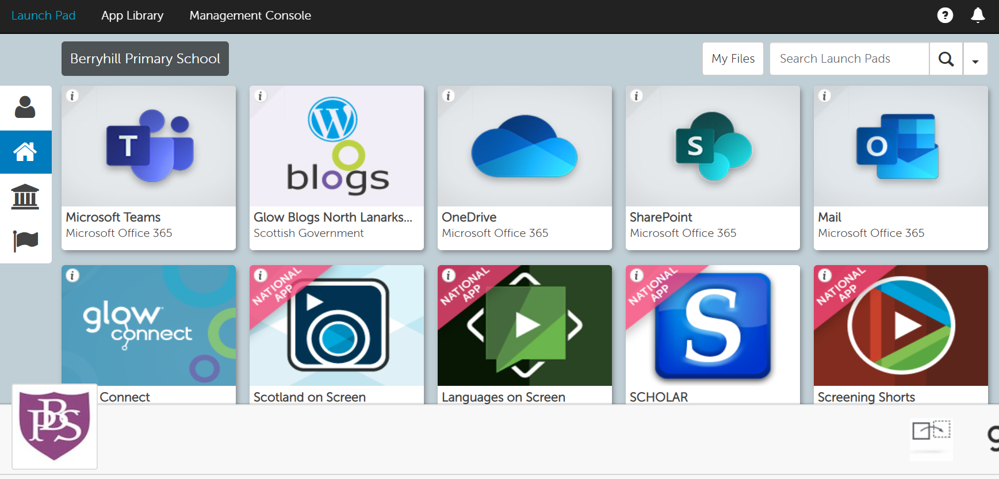 Launch Pad App Library Management Console ?
Berryhill Primary School My Files Search Launch Pads
i i i i i
T W S O
blogs
Microsoft Teams Glow Blogs North Lanarks... OneDrive SharePoint Mail
Microsoft Office 365 Scottish Government Microsoft Office 365 Microsoft Office 365 Microsoft Office 365
i i i i i
NATIONAL APP NATIONAL APP NATIONAL APP NATIONAL APP
glow connect S
Connect Scotland on Screen Languages on Screen SCHOLAR Screening Shorts
PBS g